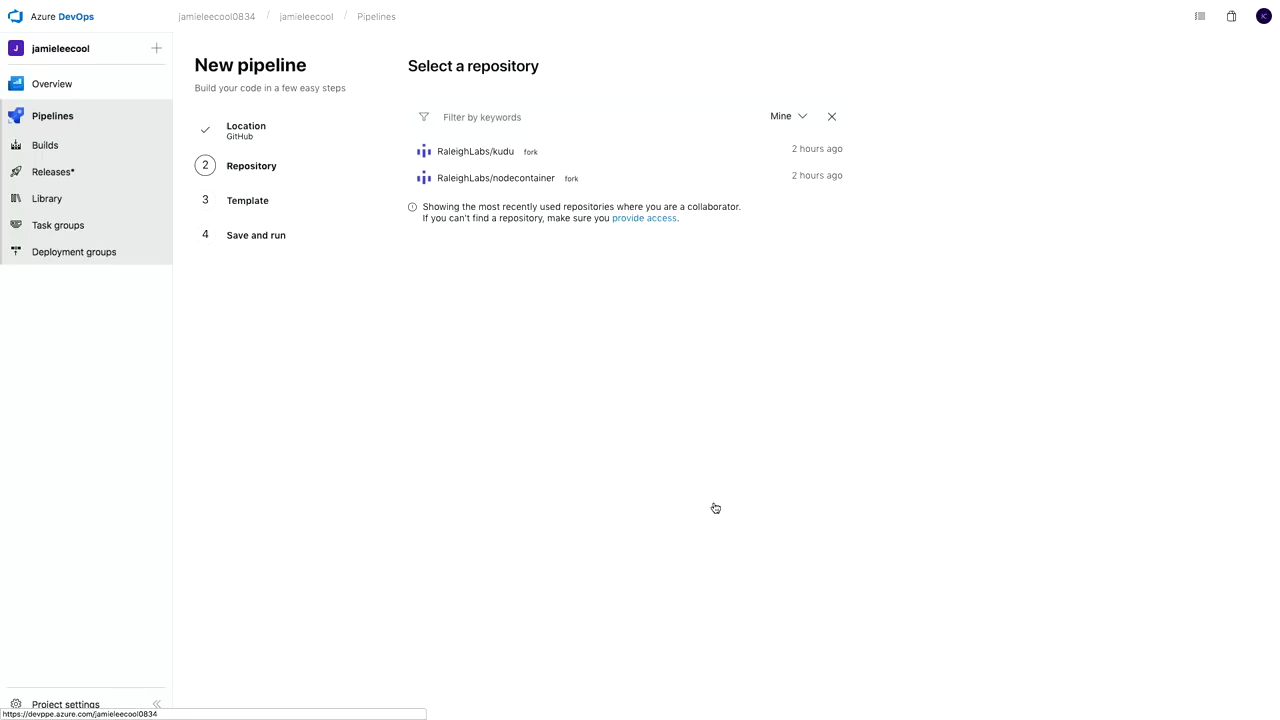 Azure DevOps
jamieleecool0834 / jamieleecool / Pipelines
J jamieleecool
Overview
Pipelines
Builds
Releases*
Library
Task groups
Deployment groups
Project settings
https://devppe.azure.com/jamieleecool0834
New pipeline
Build your code in a few easy steps
Location
GitHub
2 Repository
3 Template
4 Save and run
Select a repository
Filter by keywords
Mine
RaleighLabs/kudu fork 2 hours ago
RaleighLabs/nodecontainer fork 2 hours ago
Showing the most recently used repositories where you are a collaborator.
If you can't find a repository, make sure you provide access.